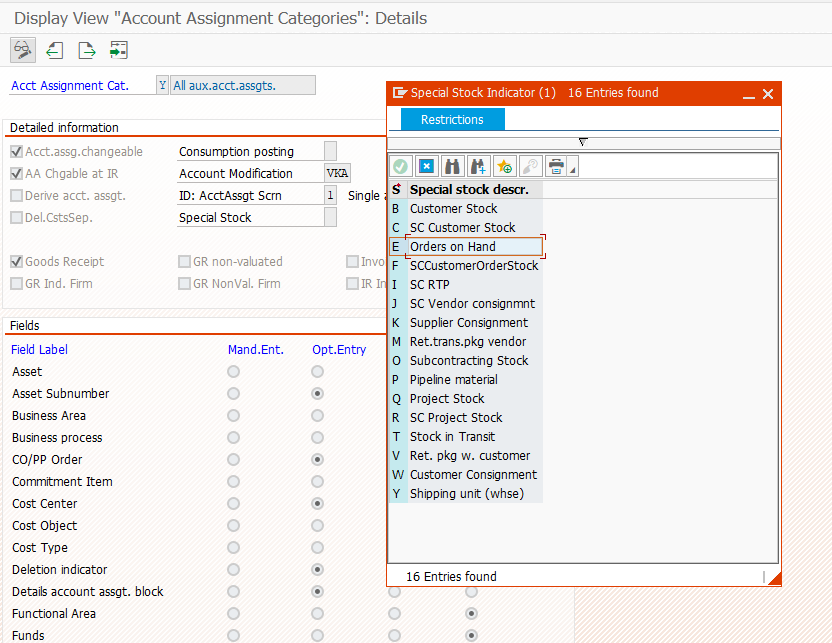 Display View "Account Assignment Categories": Details
Acct Assignment Cat. Y All aux.acct.assgts.
Detailed information
Acct.assg.changeable Consumption posting
AA Chgable at IR Account Modification VKA
Derive acct. assgt. ID: AcctAssgt Scrn 1 Single a
Del.CstsSep. Special Stock
Goods Receipt GR non-valuated Invo
GR Ind. Firm GR NonVal. Firm IR In
Fields
Field Label Mand.Ent. Opt.Entry
Asset
Asset Subnumber
Business Area
Business process
CO/PP Order
Commitment Item
Cost Center
Cost Object
Cost Type
Deletion indicator
Details account assgt. block
Functional Area
Funds
Special Stock Indicator (1) 16 Entries found
Restrictions
S Special stock descr.
B Customer Stock
C SC Customer Stock
E Orders on Hand
F SCCustomerOrderStock
I SC RTP
J SC Vendor consignmnt
K Supplier Consignment
M Ret.trans.pkg vendor
O Subcontracting Stock
P Pipeline material
Q Project Stock
R SC Project Stock
T Stock in Transit
V Ret. pkg w. customer
W Customer Consignment
Y Shipping unit (whse)
16 Entries found